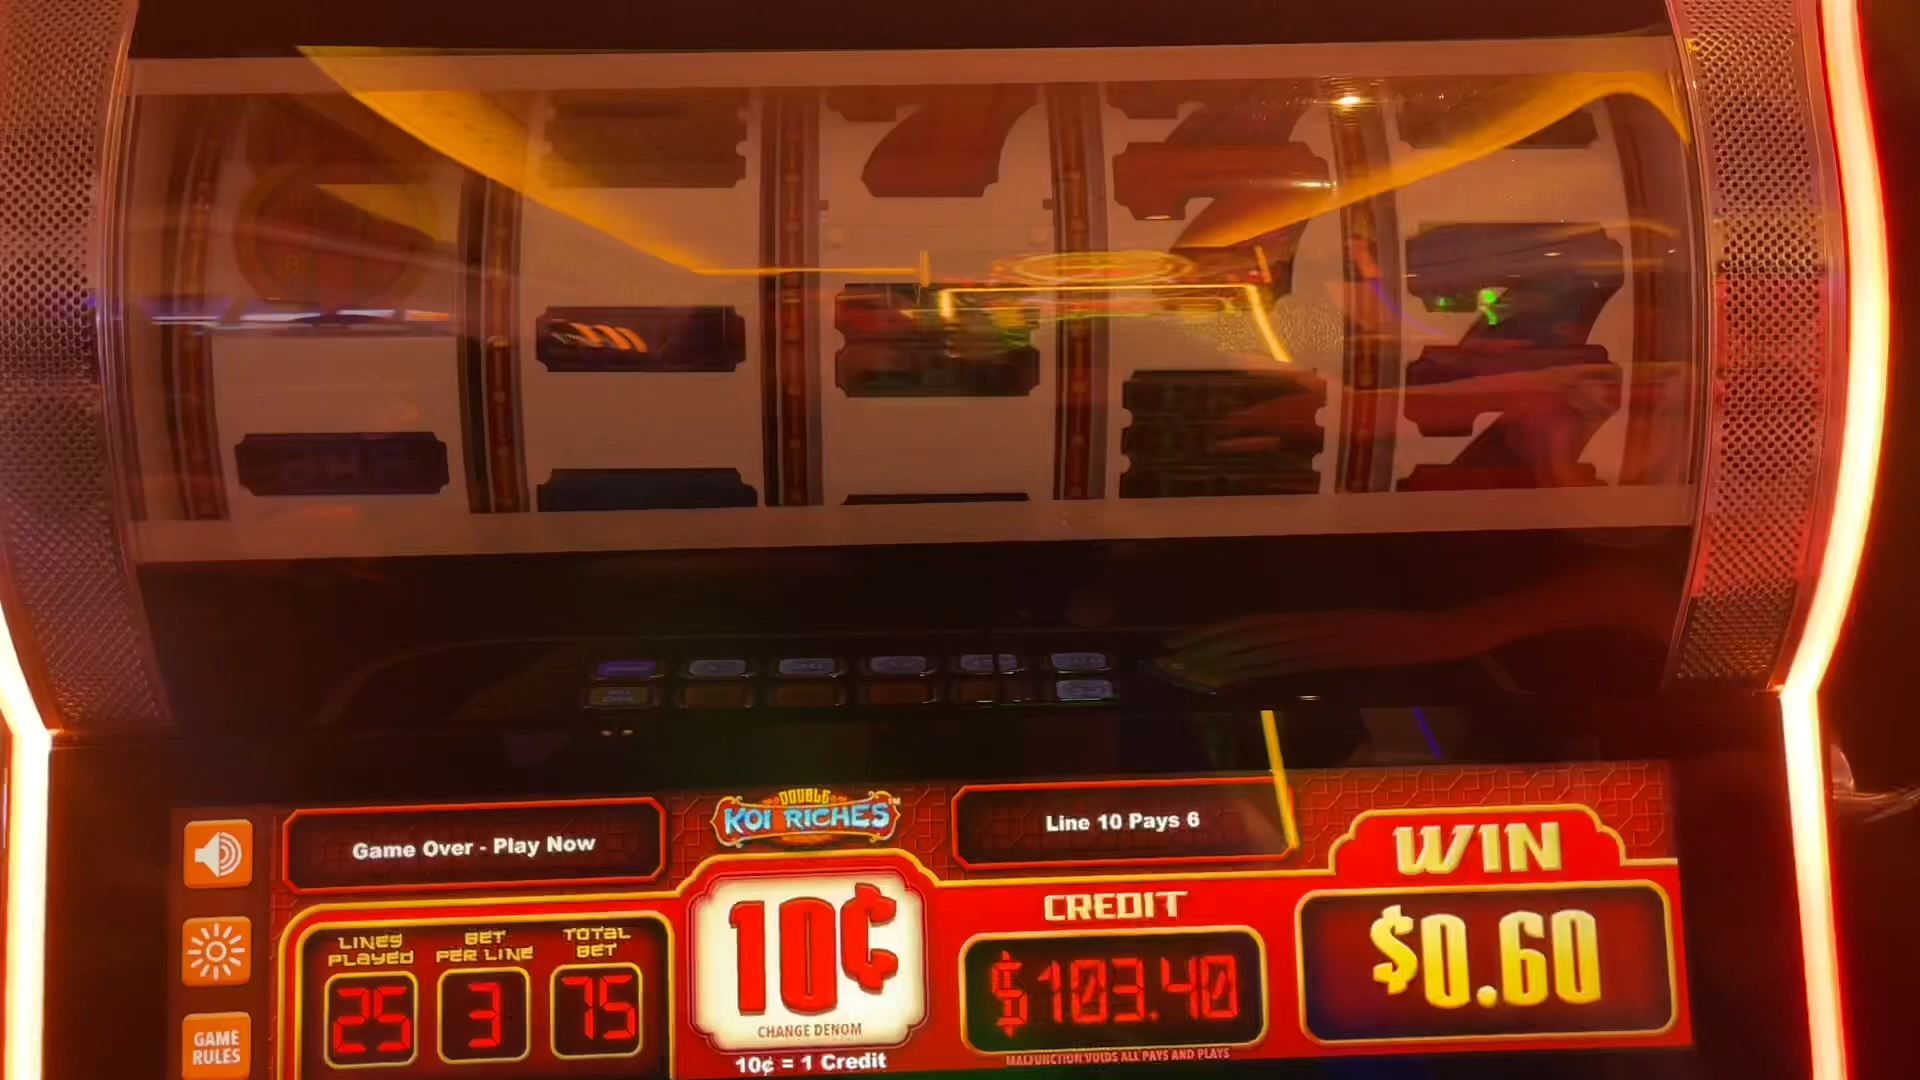 Game Over - Play Now
DOUBLE
KOI RICHES™
Line 10 Pays 6
WIN
$0.60
CREDIT
$103.40
LINES PLAYED
25
BET PER LINE
3
TOTAL BET
75
10¢
CHANGE DENOM
10¢ = 1 Credit
MALFUNCTION VOIDS ALL PAYS AND PLAYS
GAME
RULES